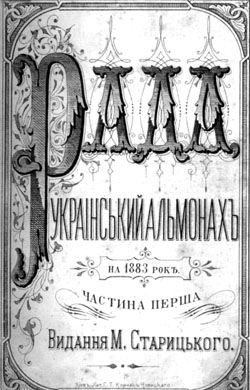 РАДА
УКРАІНСЬКИЙ АЛЬМОНАХЪ
НА 1883 РОКЪ.
ЧАСТИНА ПЕРША
ВИДАННЯ М. СТАРИЦЬКОГО.